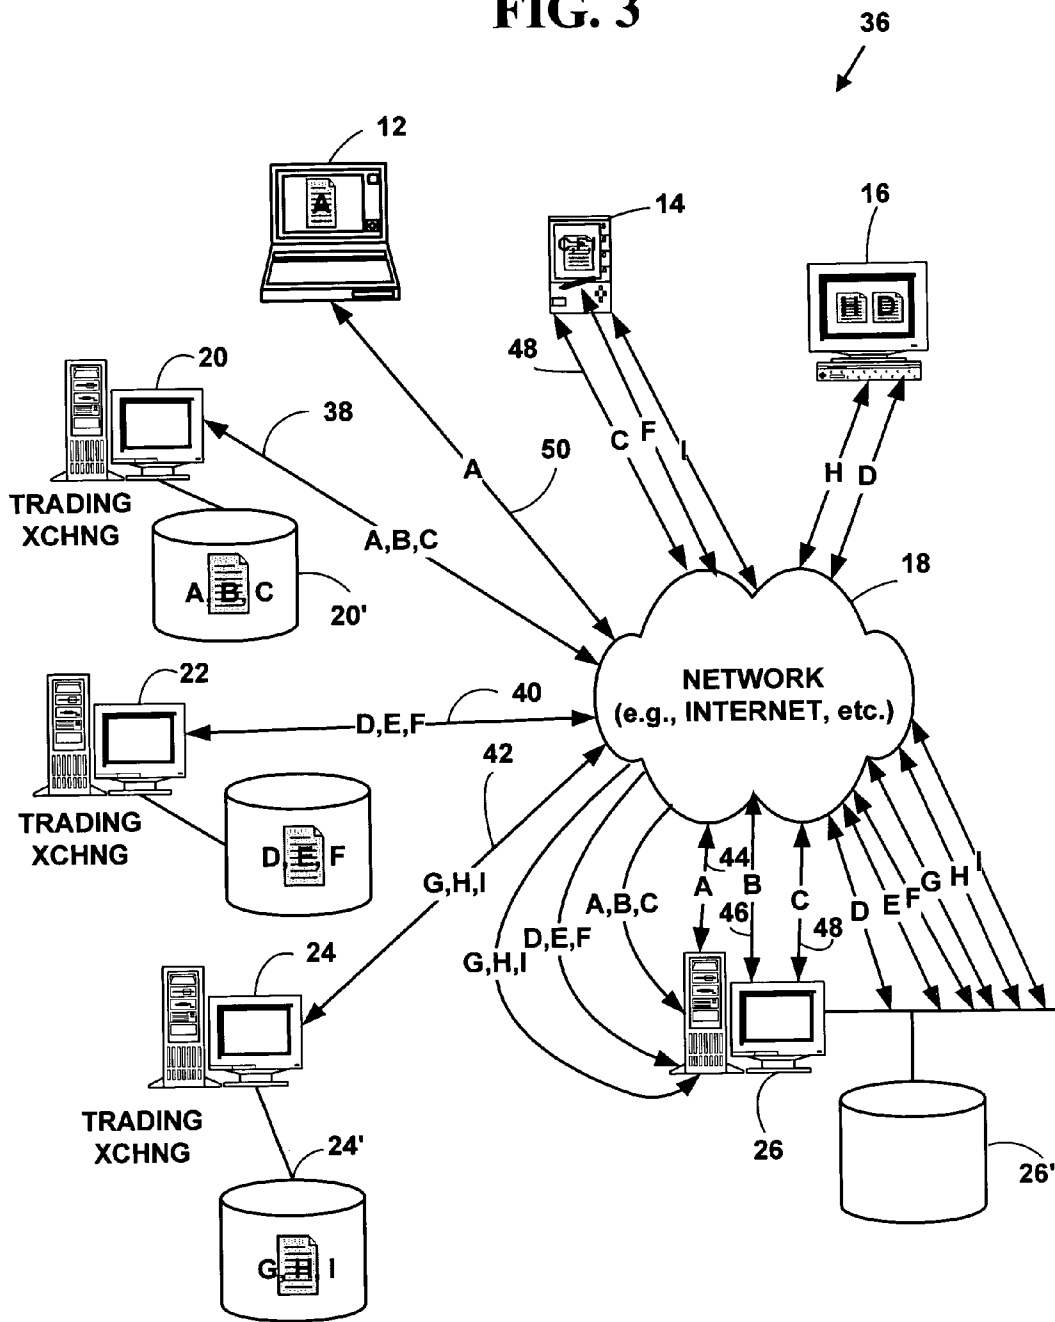 FIG. 3
36
12
A
14
C F I
16
H D
20
38
48
C
F
I
H
D
A
50
TRADING
XCHNG
A,B,C
A, B, C
20'
18
22
40
D,E,F
NETWORK
(e.g., INTERNET, etc.)
42
TRADING
XCHNG
D, E, F
G,H,I
A,B,C
D,E,F
G,H,I
A
44
B
46
C
48
D
E
F
G
H
I
24
TRADING
XCHNG
24'
26
26'
G, H, I